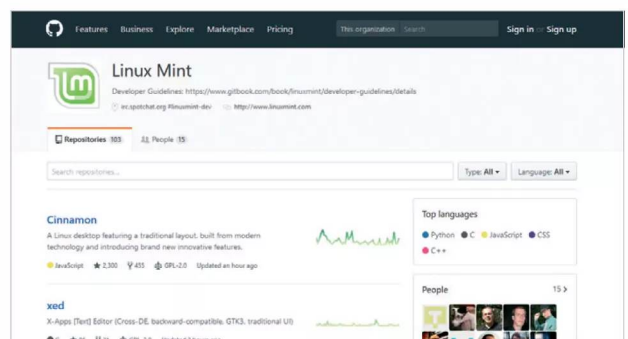 Features Business Explore Marketplace Pricing This organization Search Sign in or Sign up
Linux Mint
Developer Guidelines: https://www.gitbook.com/book/linuxmint/developer-guidelines/details
irc.spotchat.org #linuxmint-dev http://www.linuxmint.com
Repositories 103 People 15
Search repositories... Type: All Language: All
Cinnamon
A Linux desktop featuring a traditional layout, built from modern
technology and introducing brand new innovative features.
JavaScript 2,300 435 GPL-2.0 Updated an hour ago
Top languages
Python C JavaScript CSS
C++
People 15
xed
X-Apps [Text] Editor (Cross-DE, backward-compatible, GTK3, traditional UI)